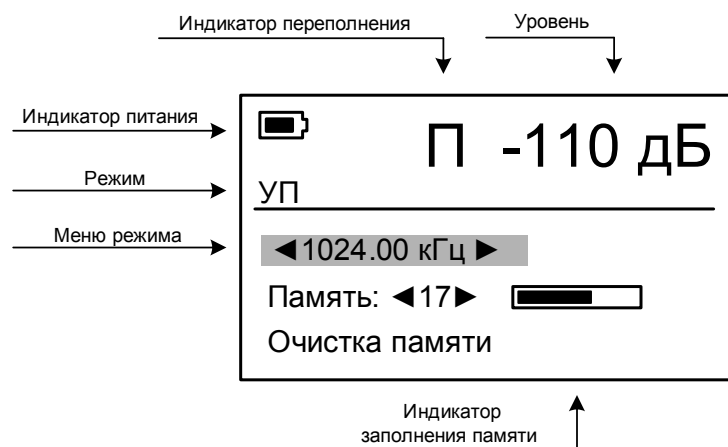 Индикатор переполнения
Уровень
Индикатор питания
П -110 дБ
Режим
УП
Меню режима
◄1024.00 кГц ►
Память: ◄17►
Очистка памяти
Индикатор
заполнения памяти